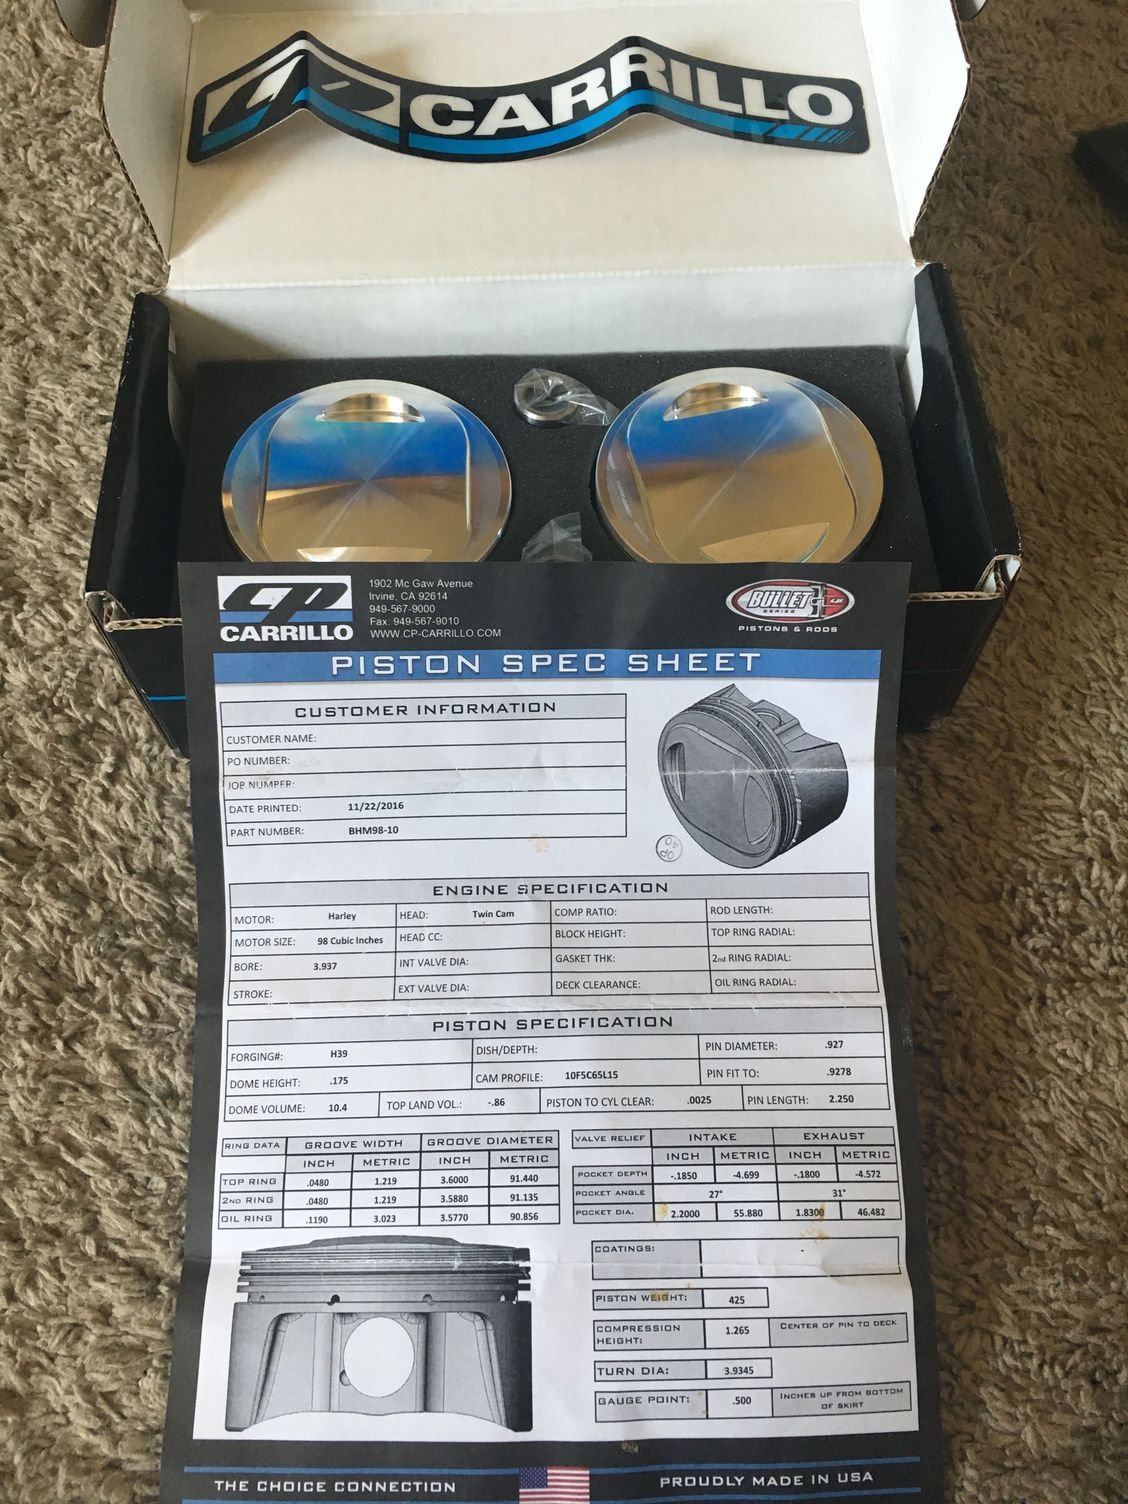 CP CARRILLO
CP
CARRILLO
1902 Mc Gaw Avenue
Irvine, CA 92614
949-567-9000
Fax: 949-567-9010
WWW.CP-CARRILLO.COM
BULLET CP
SERIES
PISTONS & RODS
PISTON SPEC SHEET
CUSTOMER INFORMATION
CUSTOMER NAME:
PO NUMBER:
JOB NUMBER:
DATE PRINTED: 11/22/2016
PART NUMBER: BHM98-10
CP
40
ENGINE SPECIFICATION
MOTOR: Harley HEAD: Twin Cam COMP RATIO: ROD LENGTH:
MOTOR SIZE: 98 Cubic Inches HEAD CC: BLOCK HEIGHT: TOP RING RADIAL:
BORE: 3.937 INT VALVE DIA: GASKET THK: 2nd RING RADIAL:
STROKE: EXT VALVE DIA: DECK CLEARANCE: OIL RING RADIAL:
PISTON SPECIFICATION
FORGING#: H39 DISH/DEPTH: PIN DIAMETER: .927
DOME HEIGHT: .175 CAM PROFILE: 10F5C65L15 PIN FIT TO: .9278
DOME VOLUME: 10.4 TOP LAND VOL.: -.86 PISTON TO CYL CLEAR: .0025 PIN LENGTH: 2.250
RING DATA GROOVE WIDTH GROOVE DIAMETER
INCH METRIC INCH METRIC
TOP RING .0480 1.219 3.6000 91.440
2ND RING .0480 1.219 3.5880 91.135
OIL RING .1190 3.023 3.5770 90.856
VALVE RELIEF INTAKE EXHAUST
INCH METRIC INCH METRIC
POCKET DEPTH -.1850 -4.699 -.1800 -4.572
POCKET ANGLE 27° 31°
POCKET DIA. 2.2000 55.880 1.8300 46.482
COATINGS: -
PISTON WEIGHT: 425
COMPRESSION HEIGHT: 1.265 CENTER OF PIN TO DECK
TURN DIA: 3.9345
GAUGE POINT: .500 INCHES UP FROM BOTTOM
OF SKIRT
THE CHOICE CONNECTION PROUDLY MADE IN USA